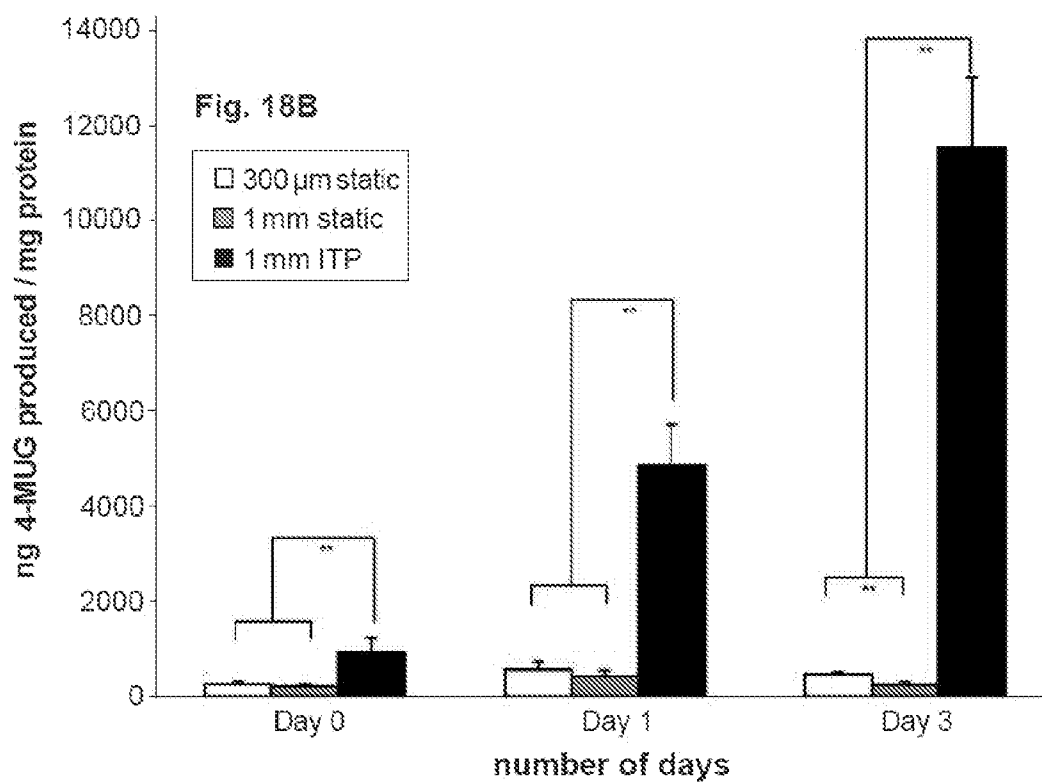 14000
12000
10000
8000
6000
4000
2000
0
ng 4-MUG produced / mg protein
Fig. 18B
300 µm static
1 mm static
1 mm ITP
**
**
**
**
Day 0
Day 1
Day 3
number of days